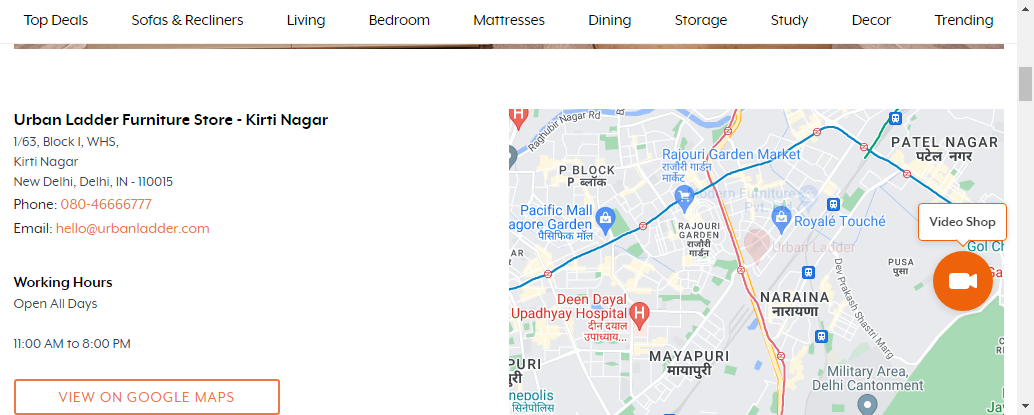 Top Deals
Sofas & Recliners
Living
Bedroom
Mattresses
Dining
Storage
Study
Decor
Trending
Urban Ladder Furniture Store - Kirti Nagar
1/63, Block I, WHS,
Kirti Nagar
New Delhi, Delhi, IN - 110015
Phone: 080-46666777
Email: hello@urbanladder.com
Working Hours
Open All Days
11:00 AM to 8:00 PM
VIEW ON GOOGLE MAPS
Raghubir Nagar Rd
PATEL NAGAR
पटेल नगर
Rajouri Garden Market
राजौरी गार्डन
मार्केट
P BLOCK
P ब्लॉक
Modern Furniture
Pvt. Ltd
Pacific Mall
agore Garden
पैसिफिक मॉल
Royalé Touché
RAJOURI
GARDEN
राजौरी
गार्डन
Urban Ladder
Video Shop
Gol Ch
PUSA
पुसा
Dev Prakash Shastri Marg
Deen Dayal
Upadhyay Hospital
दीन दयाल
उपाध्याय...
NARAINA
नारायणा
MAYAPURI
मायापुरी
PURI
पुरी
nepolis
सिनेपोलिस
Military Area,
Delhi Cantonment